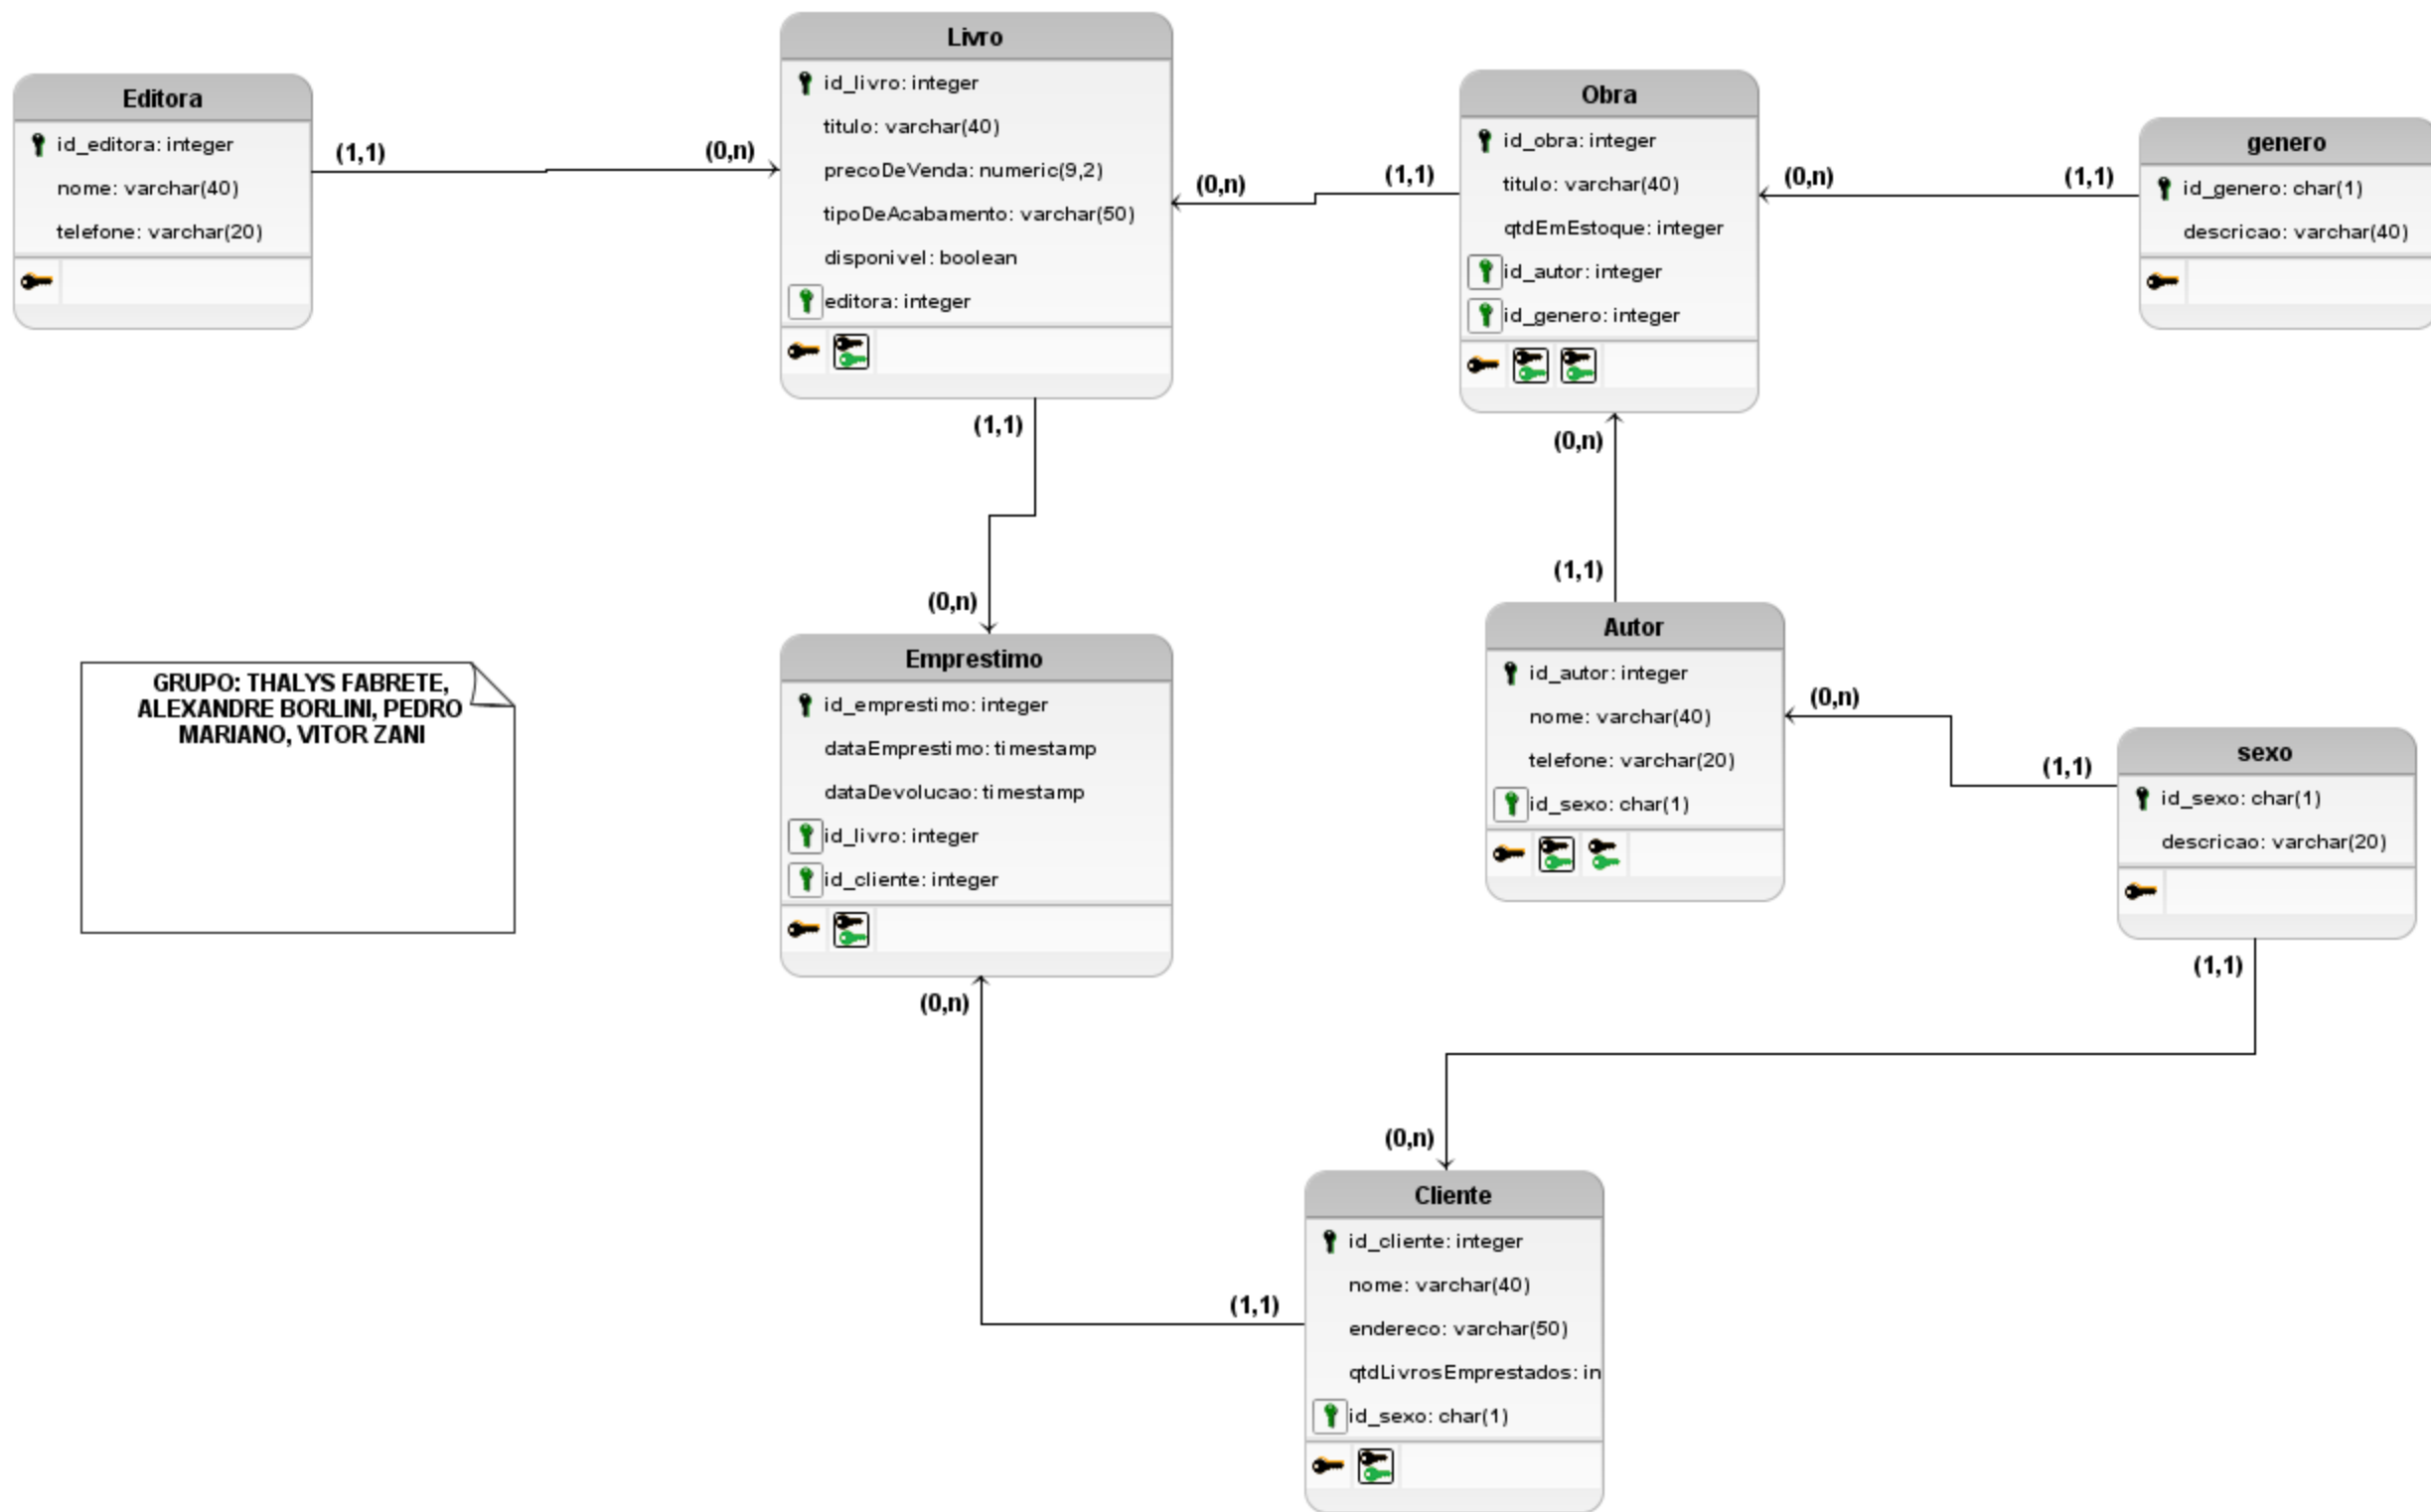 Editora
id_editora: integer
nome: varchar(40)
telefone: varchar(20)
(1,1)
(0,n)
Livro
id_livro: integer
titulo: varchar(40)
precoDeVenda: numeric(9,2)
tipoDeAcabamento: varchar(50)
disponivel: boolean
editora: integer
(0,n)
(1,1)
Obra
id_obra: integer
titulo: varchar(40)
qtdEmEstoque: integer
id_autor: integer
id_genero: integer
(0,n)
(1,1)
genero
id_genero: char(1)
descricao: varchar(40)
(1,1)
(0,n)
(0,n)
(1,1)
GRUPO: THALYS FABRETE,
ALEXANDRE BORLINI, PEDRO
MARIANO, VITOR ZANI
Emprestimo
id_emprestimo: integer
dataEmprestimo: timestamp
dataDevolucao: timestamp
id_livro: integer
id_cliente: integer
Autor
id_autor: integer
nome: varchar(40)
telefone: varchar(20)
id_sexo: char(1)
(0,n)
(1,1)
sexo
id_sexo: char(1)
descricao: varchar(20)
(1,1)
(0,n)
(0,n)
(1,1)
Cliente
id_cliente: integer
nome: varchar(40)
endereco: varchar(50)
qtdLivrosEmprestados: in
id_sexo: char(1)